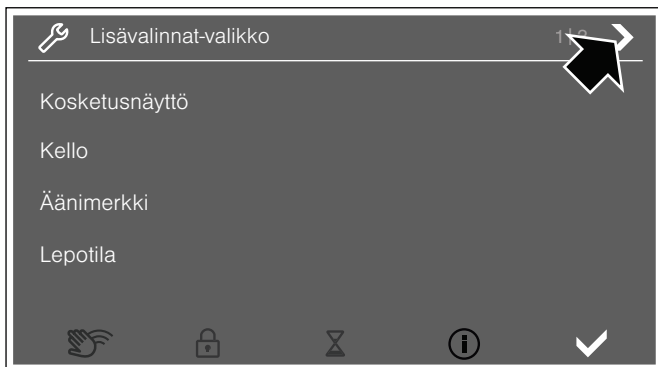 Lisävalinnat-valikko
Kosketusnäyttö
Kello
Äänimerkki
Lepotila